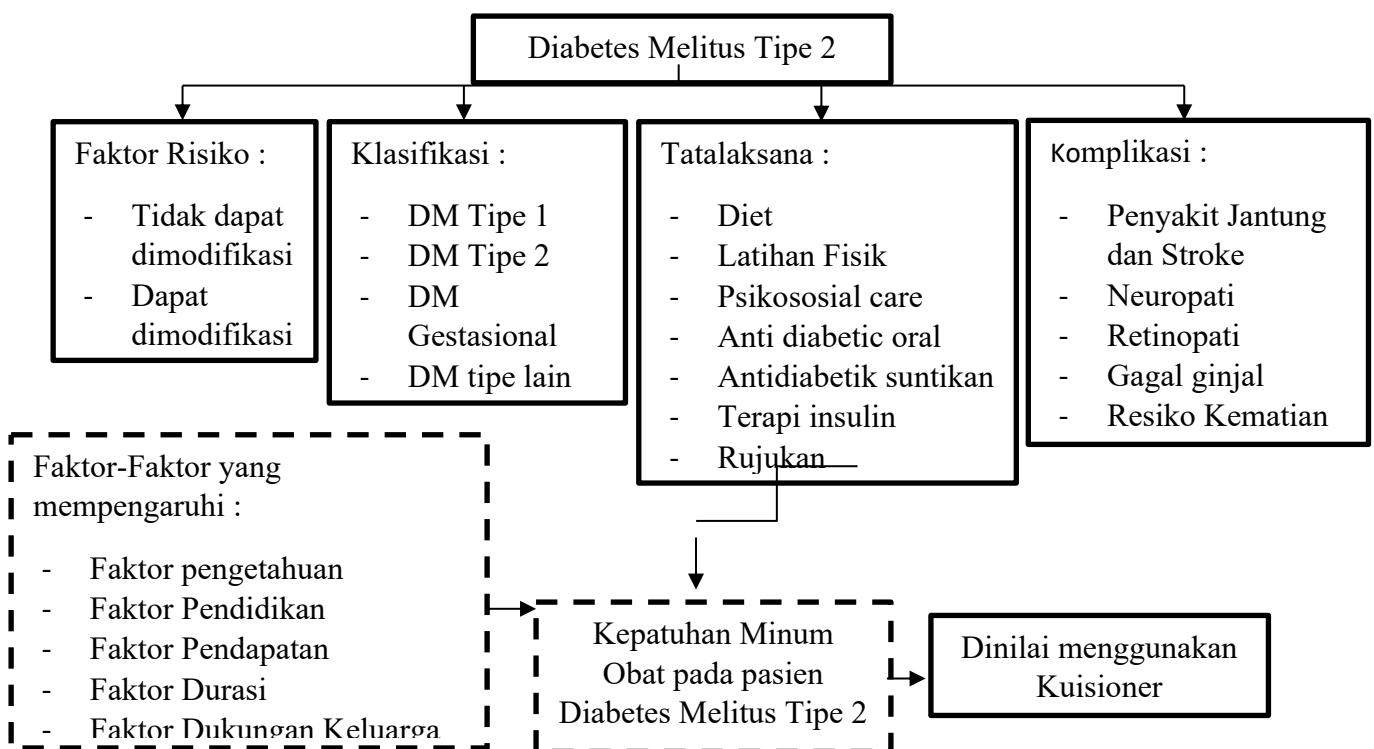 Diabetes Melitus Tipe 2
Faktor Risiko :
- Tidak dapat
dimodifikasi
- Dapat
dimodifikasi
Klasifikasi :
- DM Tipe 1
- DM Tipe 2
- DM
Gestasional
- DM tipe lain
Tatalaksana :
- Diet
- Latihan Fisik
- Psikososial care
- Anti diabetic oral
- Antidiabetik suntikan
- Terapi insulin
- Rujukan
Komplikasi :
- Penyakit Jantung
dan Stroke
- Neuropati
- Retinopati
- Gagal ginjal
- Resiko Kematian
Faktor-Faktor yang
mempengaruhi :
- Faktor pengetahuan
- Faktor Pendidikan
- Faktor Pendapatan
- Faktor Durasi
- Faktor Dukungan Keluarga
Kepatuhan Minum
Obat pada pasien
Diabetes Melitus Tipe 2
Dinilai menggunakan
Kuisioner